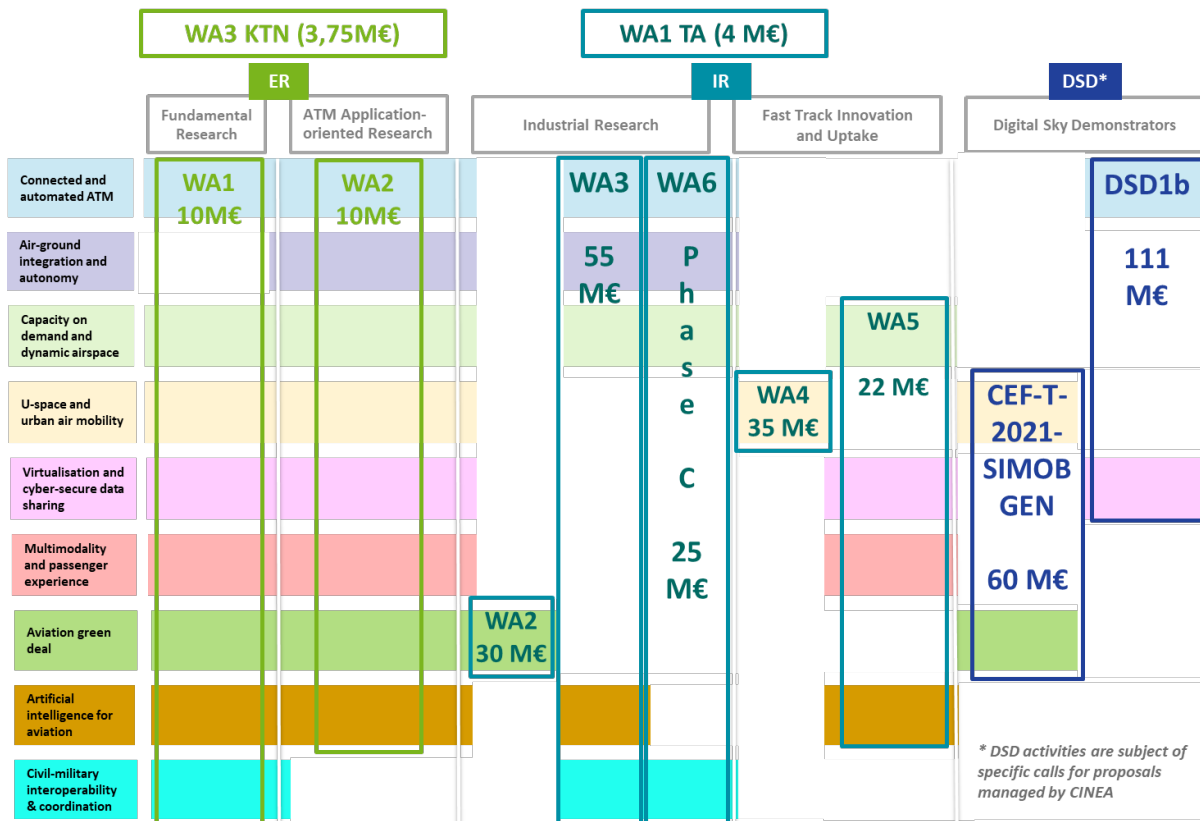 WA3 KTN (3,75M€)
WA1 TA (4 M€)
ER
IR
DSD*
Fundamental
Research
ATM Application-
oriented Research
Industrial Research
Fast Track Innovation
and Uptake
Digital Sky Demonstrators
Connected and
automated ATM
WA1
10M€
WA2
10M€
WA3
55
M€
WA6
P
h
a
s
e
C
25
M€
DSD1b
111
M€
Air-ground
integration and
autonomy
Capacity on
demand and
dynamic airspace
WA5
22 M€
U-space and
urban air mobility
WA4
35 M€
CEF-T-
2021-
SIMOB
GEN
60 M€
Virtualisation and
cyber-secure data
sharing
Multimodality
and passenger
experience
Aviation green
deal
WA2
30 M€
Artificial
intelligence for
aviation
Civil-military
interoperability
& coordination
* DSD activities are subject of
specific calls for proposals
managed by CINEA